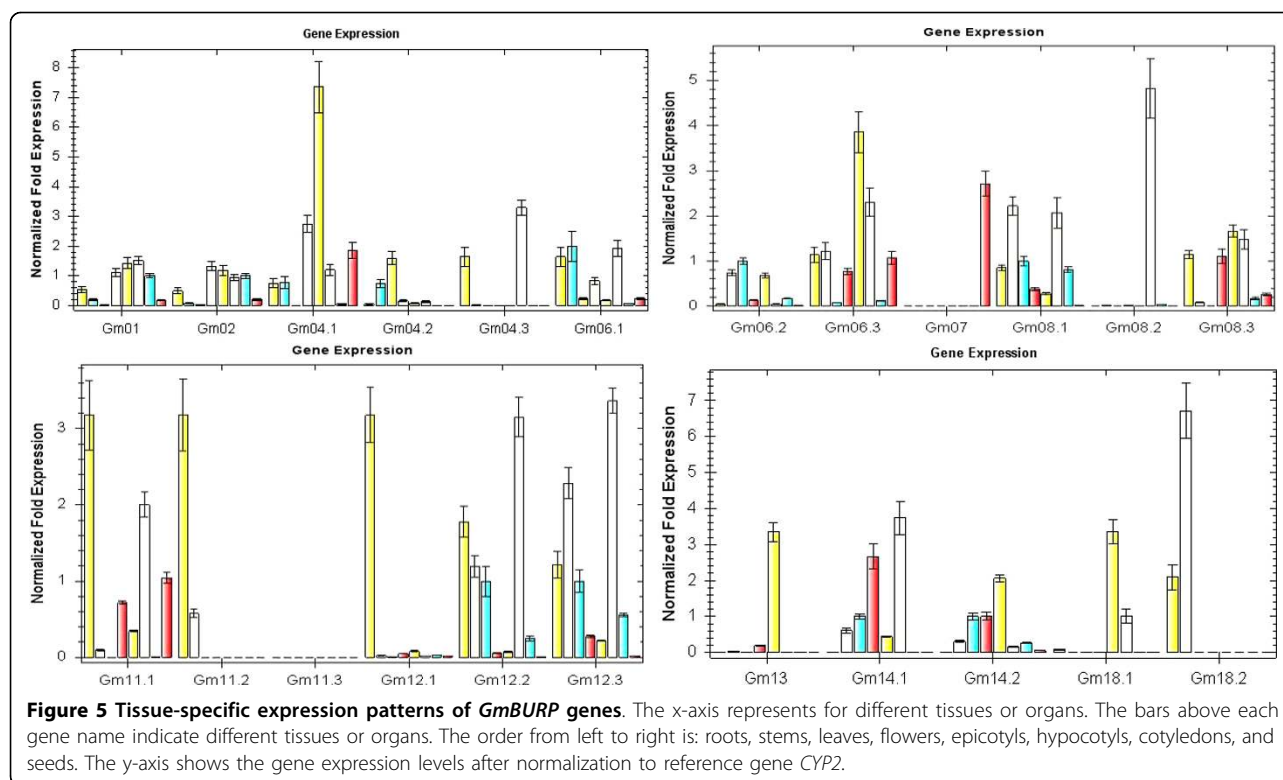 Gene Expression
Normalized Fold Expression
8
7
6
5
4
3
2
1
0
Gm01 Gm02 Gm04.1 Gm04.2 Gm04.3 Gm06.1
Gene Expression
Normalized Fold Expression
5
4
3
2
1
0
Gm06.2 Gm06.3 Gm07 Gm08.1 Gm08.2 Gm08.3
Gene Expression
Normalized Fold Expression
3
2
1
0
Gm11.1 Gm11.2 Gm11.3 Gm12.1 Gm12.2 Gm12.3
Gene Expression
Normalized Fold Expression
7
6
5
4
3
2
1
0
Gm13 Gm14.1 Gm14.2 Gm18.1 Gm18.2
Figure 5 Tissue-specific expression patterns of GmBURP genes. The x-axis represents for different tissues or organs. The bars above each
gene name indicate different tissues or organs. The order from left to right is: roots, stems, leaves, flowers, epicotyls, hypocotyls, cotyledons, and
seeds. The y-axis shows the gene expression levels after normalization to reference gene CYP2.